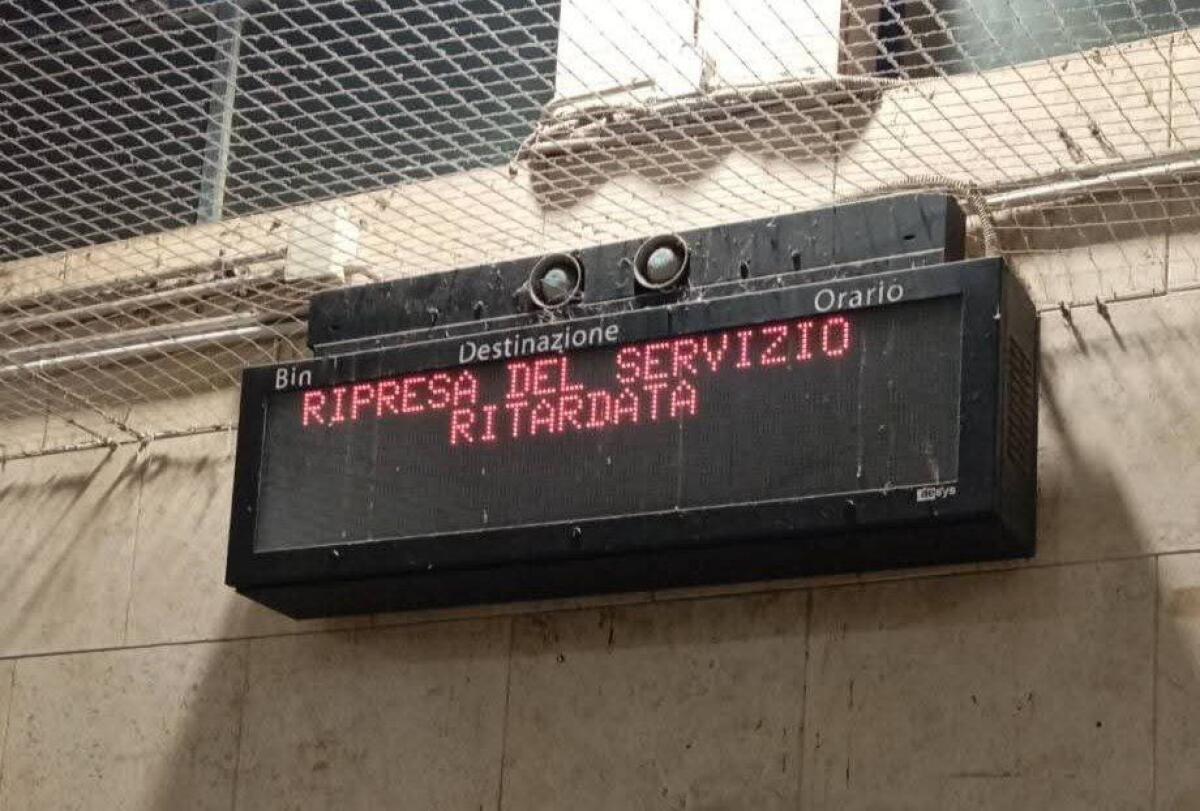 Bin Destinazione Orario
RIPRESA DEL SERVIZIO
RITARDATA